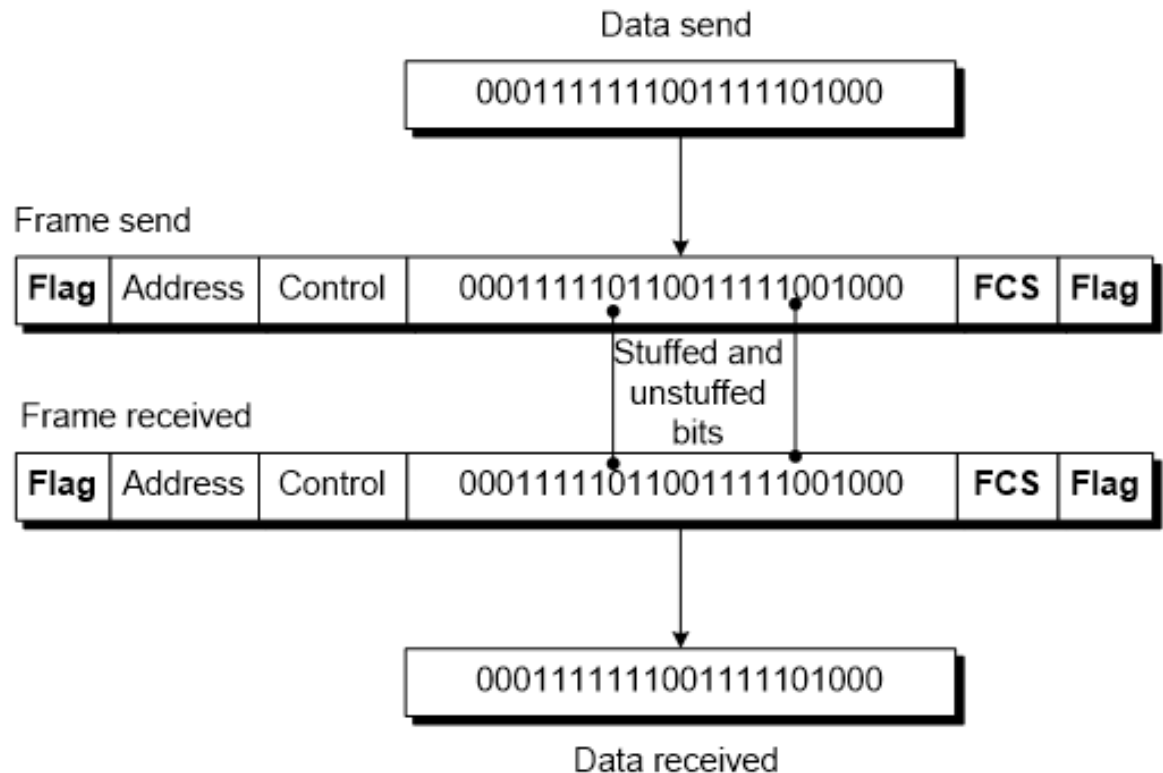 Data send
0001111111001111101000
Frame send
Flag Address Control 000111110110011111001000 FCS Flag
Stuffed and
unstuffed
bits
Frame received
Flag Address Control 000111110110011111001000 FCS Flag
0001111111001111101000
Data received